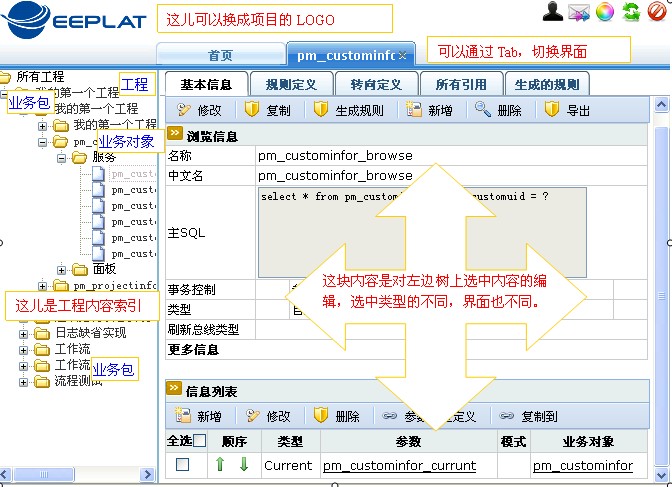 EEPLAT
这儿可以换成项目的 LOGO
首页
pm_custominfo
可以通过 Tab，切换界面
所有工程
我的第一个工程
工程
业务包
我的第一个工程
我的第一个工程
业务对象
服务
pm_custo
pm_custo
pm_custo
pm_custo
pm_custo
pm_custo
面板
pm_projectinfo
这儿是工程内容索引
日志缺省实现
工作流
工作流
业务包
流程测试
基本信息
规则定义
转向定义
所有引用
生成的规则
修改
复制
生成规则
新增
删除
导出
浏览信息
名称
pm_custominfor_browse
中文名
pm_custominfor_browse
主SQL
select * from pm_custom
customuid = ?
这块内容是对左边树上选中内容的编
辑，选中类型的不同，界面也不同。
事务控制
类型
刷新总线类型
更多信息
信息列表
新增
修改
删除
参数
定义
复制到
全选
顺序
类型
参数
模式
业务对象
Current
pm_custominfor_currunt
pm_custominfor